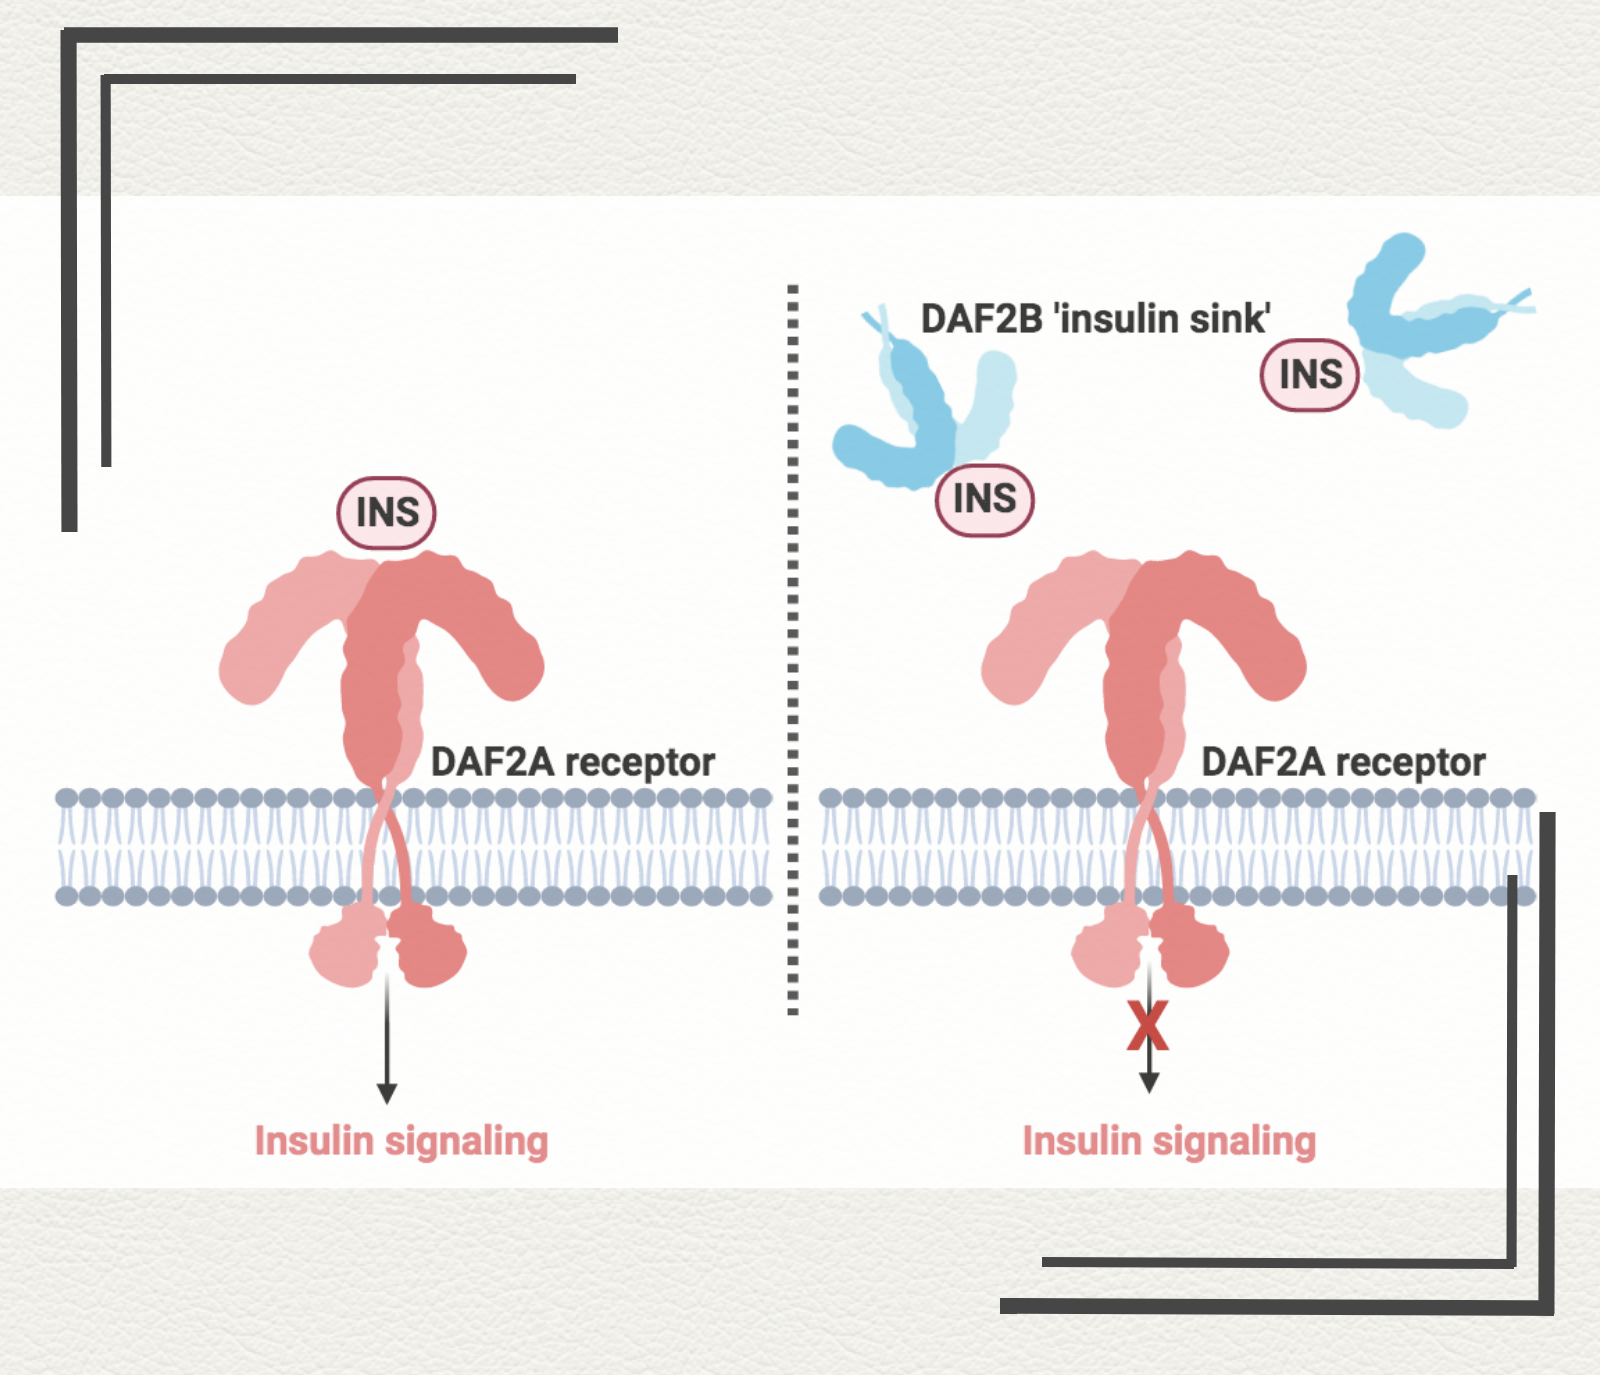 INS
DAF2A receptor
Insulin signaling
DAF2B 'insulin sink'
INS
INS
DAF2A receptor
X
Insulin signaling